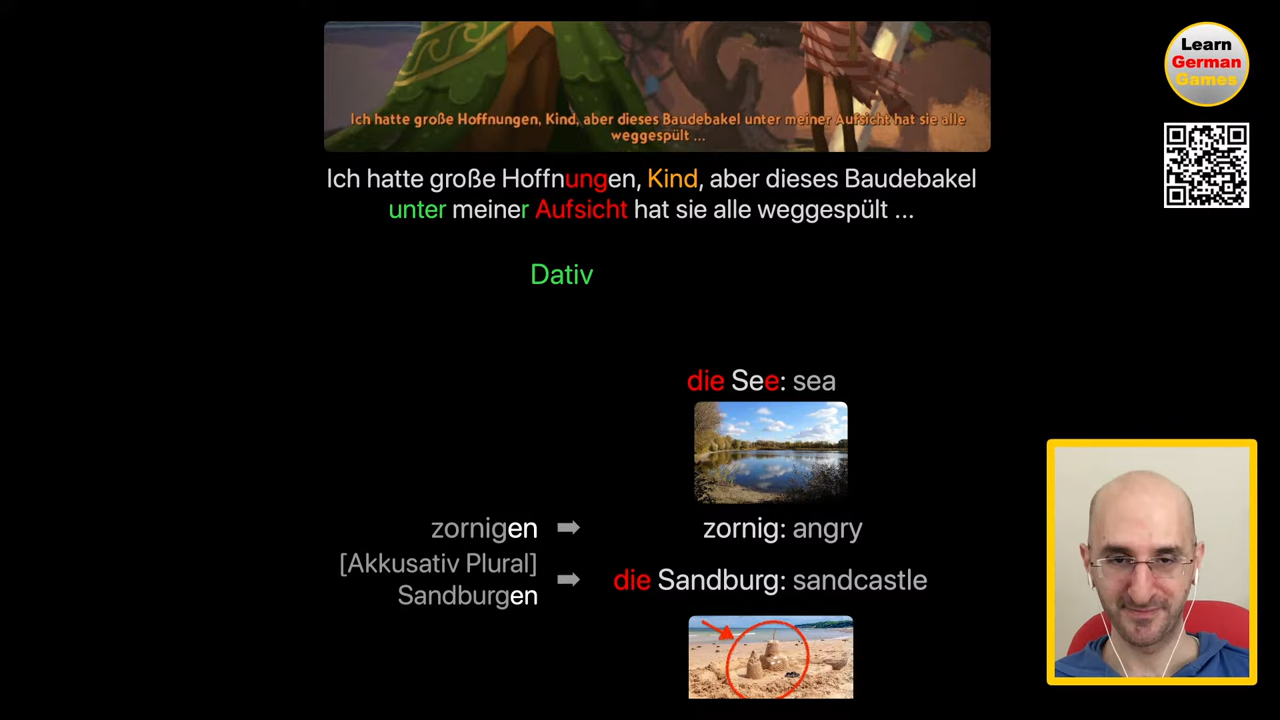 Ich hatte große Hoffnungen, Kind, aber dieses Baudebakel unter meiner Aufsicht hat sie alle
weggespült ...
Learn
German
Games
Ich hatte große Hoffnungen, Kind, aber dieses Baudebakel
unter meiner Aufsicht hat sie alle weggespült ...
Dativ
die See: sea
zornigen ➡ zornig: angry
[Akkusativ Plural]
Sandburgen ➡ die Sandburg: sandcastle